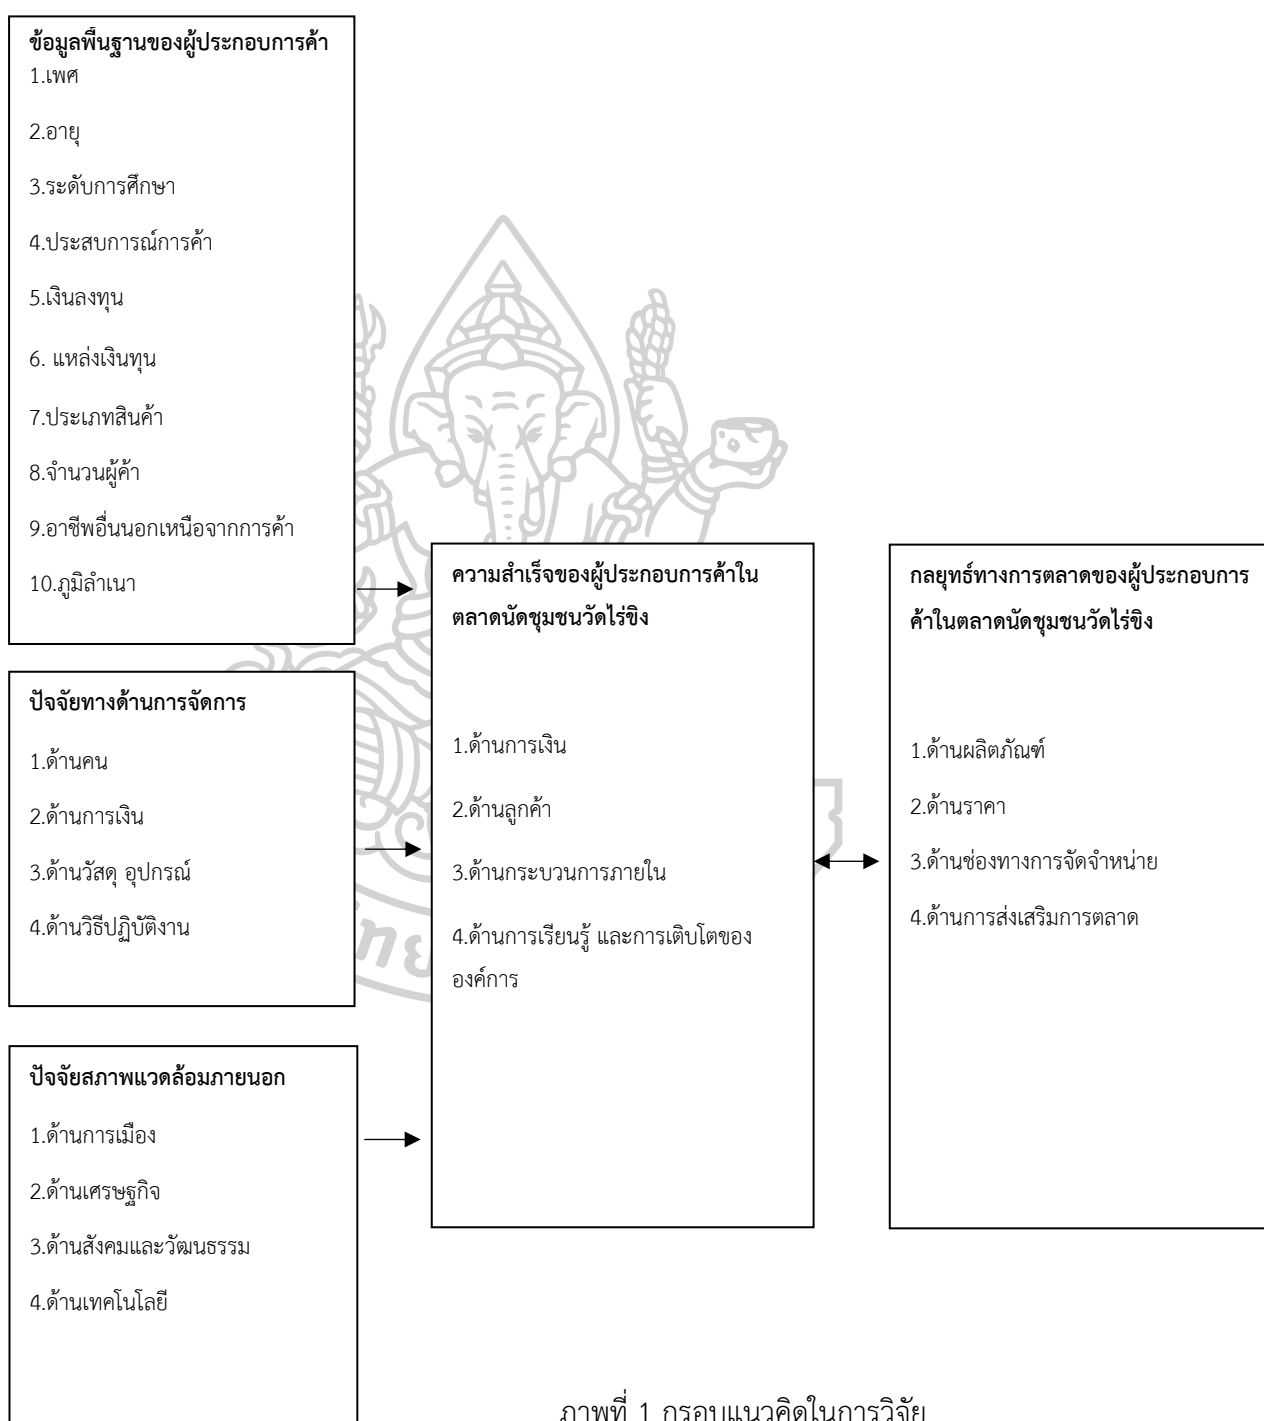 ข้อมูลพื้นฐานของผู้ประกอบการค้า
1.เพศ
2.อายุ
3.ระดับการศึกษา
4.ประสบการณ์การค้า
5.เงินลงทุน
6. แหล่งเงินทุน
7.ประเภทสินค้า
8.จำนวนผู้ค้า
9.อาชีพอื่นนอกเหนือจากการค้า
10.ภูมิลำเนา
ปัจจัยทางด้านการจัดการ
1.ด้านคน
2.ด้านการเงิน
3.ด้านวัสดุ อุปกรณ์
4.ด้านวิธีปฏิบัติงาน
ปัจจัยสภาพแวดล้อมภายนอก
1.ด้านการเมือง
2.ด้านเศรษฐกิจ
3.ด้านสังคมและวัฒนธรรม
4.ด้านเทคโนโลยี
ความสำเร็จของผู้ประกอบการค้าใน
ตลาดนัดชุมชนวัดไร่ขิง
1.ด้านการเงิน
2.ด้านลูกค้า
3.ด้านกระบวนการภายใน
4.ด้านการเรียนรู้ และการเติบโตของ
องค์การ
กลยุทธ์ทางการตลาดของผู้ประกอบการ
ค้าในตลาดนัดชุมชนวัดไร่ขิง
1.ด้านผลิตภัณฑ์
2.ด้านราคา
3.ด้านช่องทางการจัดจำหน่าย
4.ด้านการส่งเสริมการตลาด
ภาพที่ 1 กรอบแนวคิดในการวิจัย